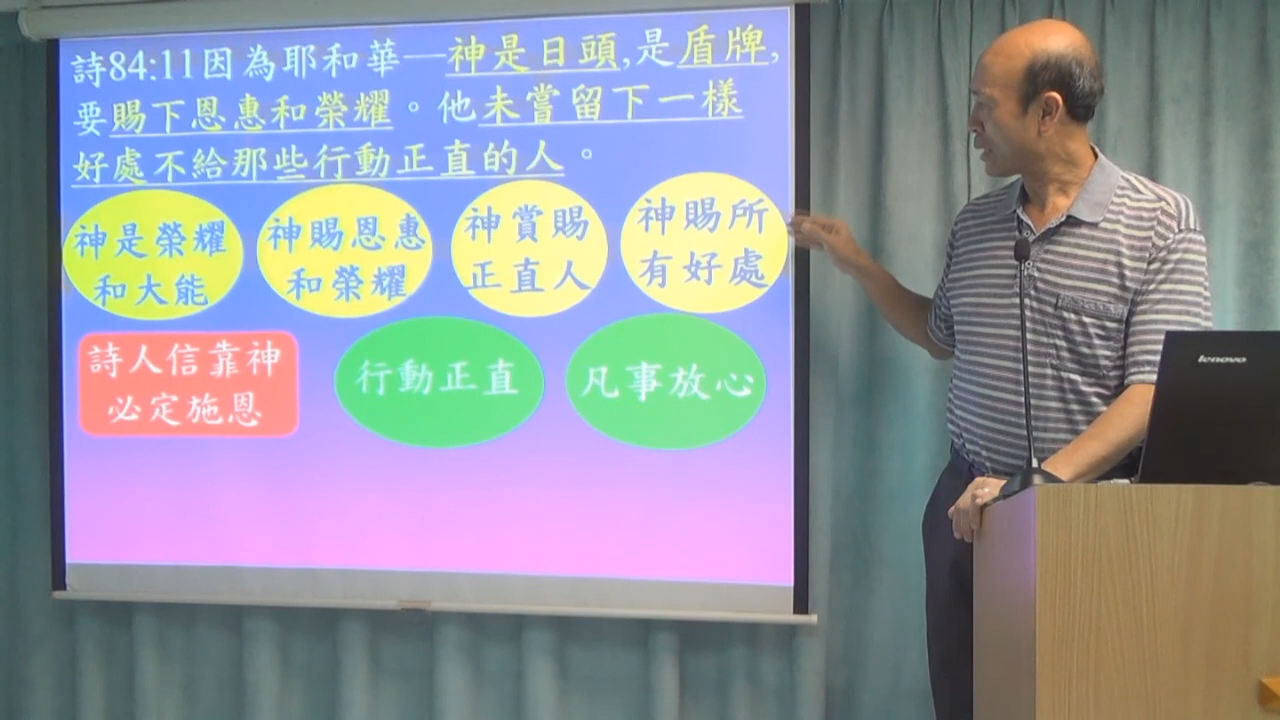 詩84:11因為耶和華─神是日頭,是盾牌,
要賜下恩惠和榮耀。他未嘗留下一樣
好處不給那些行動正直的人。
神是榮耀
和大能
神賜恩惠
和榮耀
神賞賜
正直人
神賜所
有好處
詩人信靠神
必定施恩
行動正直
凡事放心
lenovo